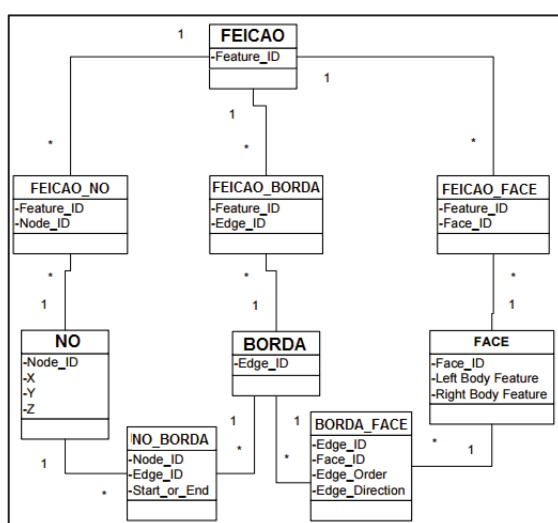 FEICAO
-Feature_ID
1
1
1
*
*
*
FEICAO_NO
-Feature_ID
-Node_ID
FEICAO_BORDA
-Feature_ID
-Edge_ID
FEICAO_FACE
-Feature_ID
-Face_ID
*
*
*
1
1
1
NO
-Node_ID
-X
-Y
-Z
BORDA
-Edge_ID
FACE
-Face_ID
-Left Body Feature
-Right Body Feature
1
*
NO_BORDA
-Node_ID
-Edge_ID
-Start_or_End
1
*
1
*
BORDA_FACE
-Edge_ID
-Face_ID
-Edge_Order
-Edge_Direction
*
1